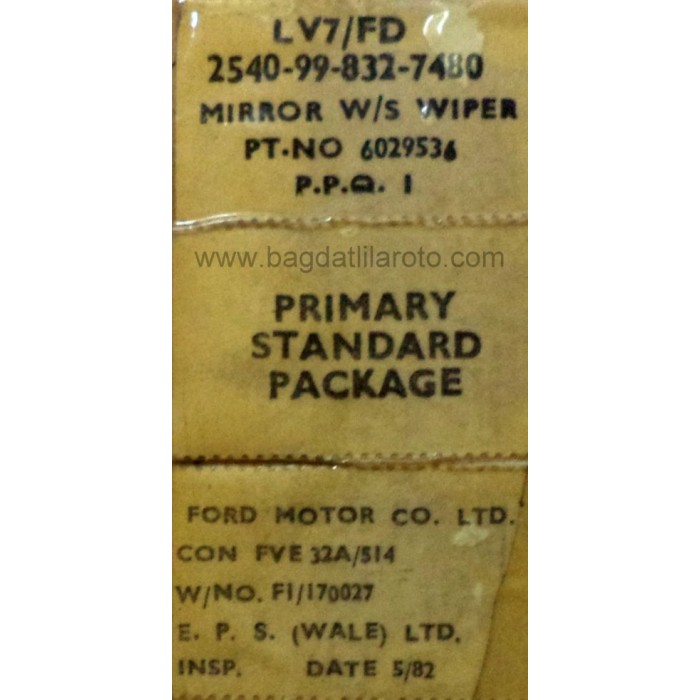 LV7/FD
2540-99-832-7480
MIRROR W/S WIPER
PT.NO 6029536
P.P.Q. 1
www.bagdatlilaroto.com
PRIMARY
STANDARD
PACKAGE
FORD MOTOR CO. LTD.
CON FVE 32A/514
W/NO. F1/170027
E. P. S. (WALE) LTD.
INSP. DATE 5/82